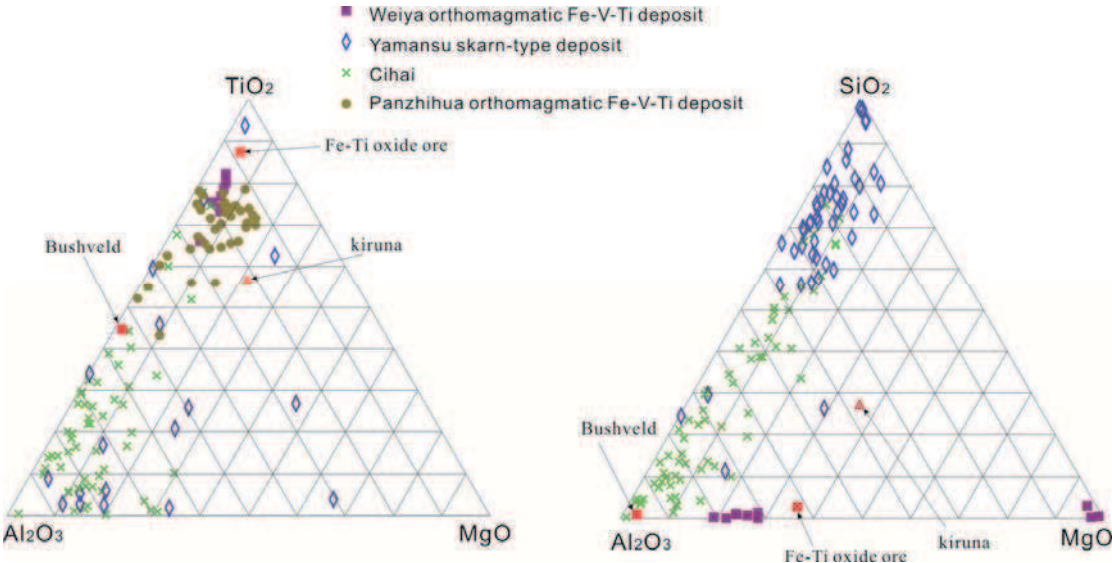 Weiya orthomagmatic Fe-V-Ti deposit
Yamansu skarn-type deposit
Cihai
Panzhihua orthomagmatic Fe-V-Ti deposit
TiO2
Fe-Ti oxide ore
Bushveld
kiruna
Al2O3
MgO
SiO2
Bushveld
Al2O3
MgO
kiruna
Fe-Ti oxide ore